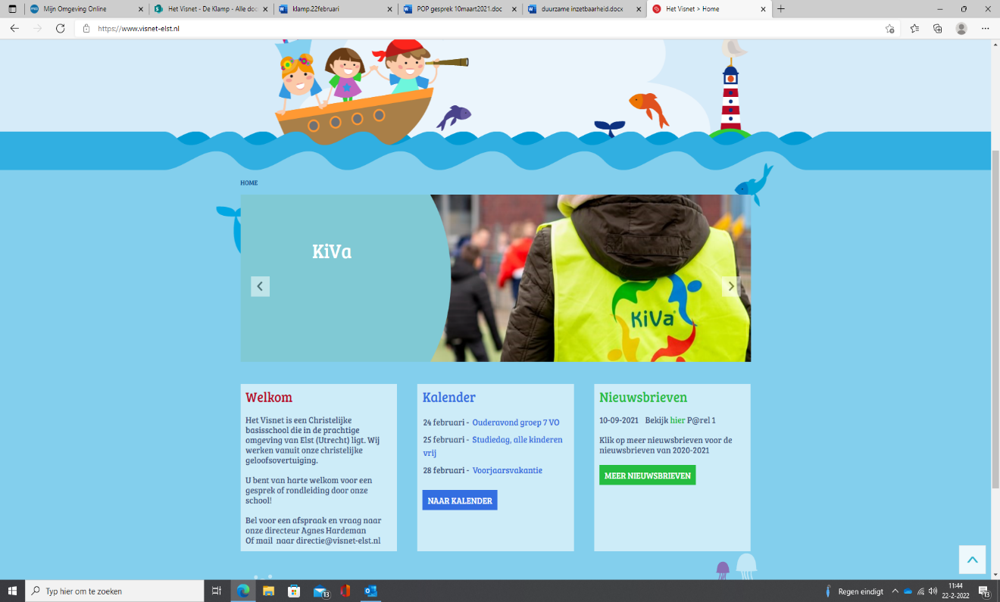 Mijn Omgeving Online
Het Visnet - De Klamp - Alle doc
klamp.22februari
POP gesprek 10maart2021.doc
duurzame inzetbaarheid.docx
Het Visnet > Home
https://www.visnet-elst.nl
HOME
KiVa
KiVa
Welkom
Het Visnet is een Christelijke
basisschool die in de prachtige
omgeving van Elst (Utrecht) ligt. Wij
werken vanuit onze christelijke
geloofsovertuiging.
U bent van harte welkom voor een
gesprek of rondleiding door onze
school!
Bel voor een afspraak en vraag naar
onze directeur Agnes Hardeman
Of mail naar directie@visnet-elst.nl
Kalender
24 februari - Ouderavond groep 7 VO
25 februari - Studiedag, alle kinderen
vrij
28 februari - Voorjaarsvakantie
NAAR KALENDER
Nieuwsbrieven
10-09-2021 Bekijk hier P@rel 1
Klik op meer nieuwsbrieven voor de
nieuwsbrieven van 2020-2021
MEER NIEUWSBRIEVEN
Typ hier om te zoeken
13
Regen eindigt
11:44
22-2-2022
13